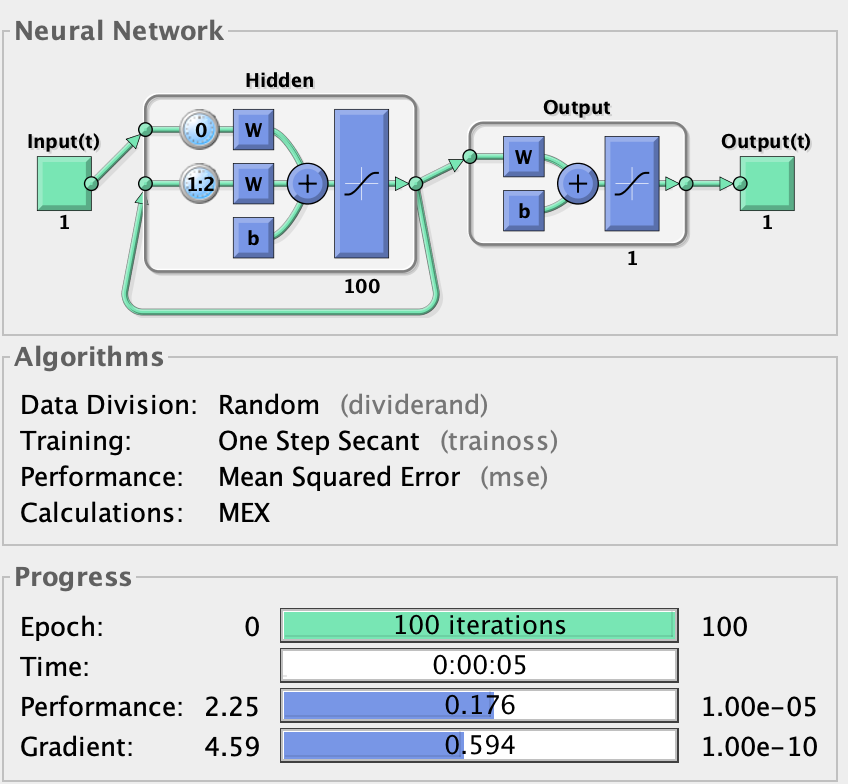 Neural Network
Hidden
Output
Input(t)
Output(t)
0 W
W
1:2 W
+
+
b
b
1
1
1
100
Algorithms
Data Division: Random (dividerand)
Training: One Step Secant (trainoss)
Performance: Mean Squared Error (mse)
Calculations: MEX
Progress
Epoch: 0 100 iterations 100
Time: 0:00:05
Performance: 2.25 0.176 1.00e-05
Gradient: 4.59 0.594 1.00e-10